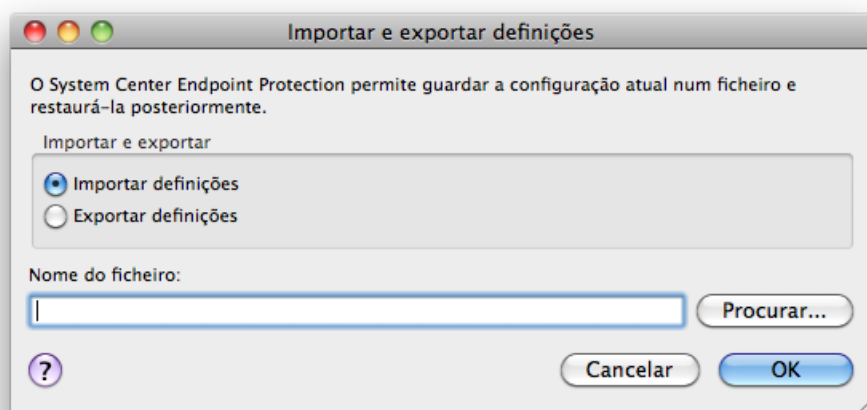 Importar e exportar definições
O System Center Endpoint Protection permite guardar a configuração atual num ficheiro e
restaurá-la posteriormente.
Importar e exportar
Importar definições
Exportar definições
Nome do ficheiro:
Procurar...
?
Cancelar
OK